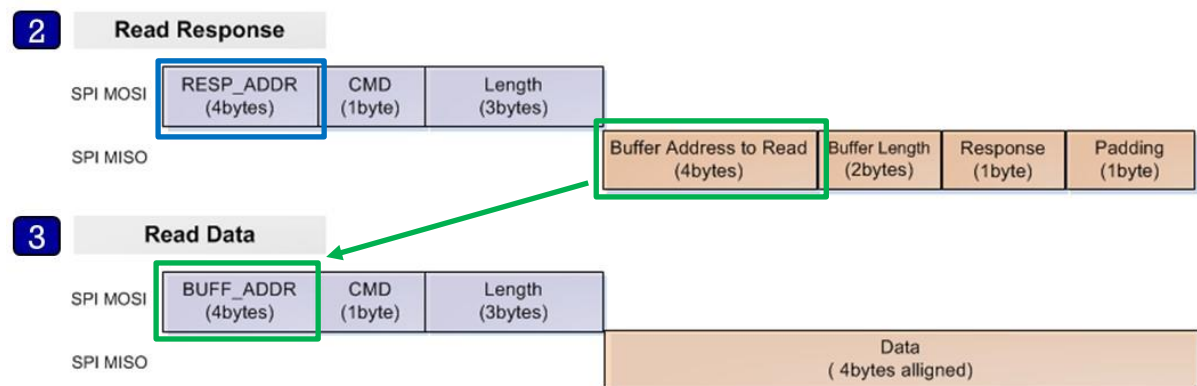 2 Read Response
SPI MOSI RESP_ADDR CMD Length
(4bytes) (1byte) (3bytes)
SPI MISO Buffer Address to Read Buffer Length Response Padding
(4bytes) (2bytes) (1byte) (1byte)
3 Read Data
SPI MOSI BUFF_ADDR CMD Length
(4bytes) (1byte) (3bytes)
SPI MISO Data
( 4bytes alligned)